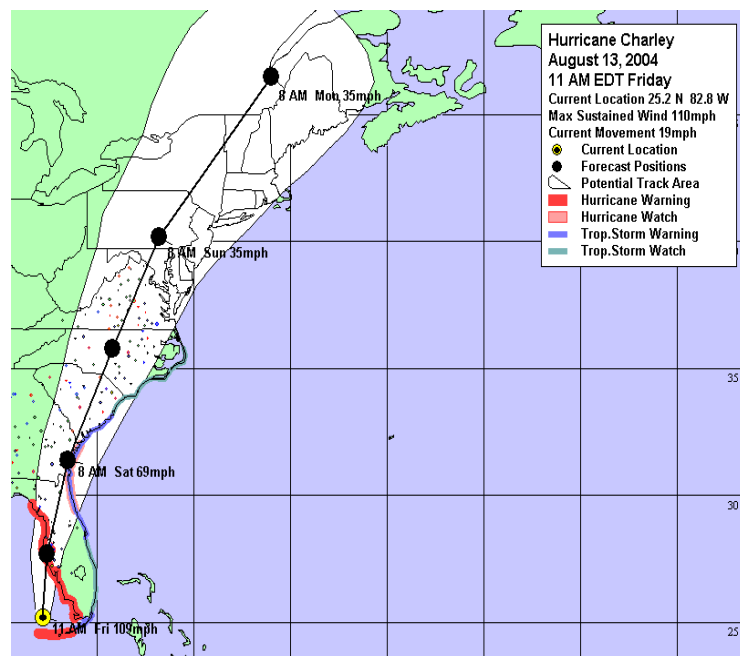 Hurricane Charley
August 13, 2004
11 AM EDT Friday
Current Location 25.2 N 82.8 W
Max Sustained Wind 110mph
Current Movement 19mph
Current Location
Forecast Positions
Potential Track Area
Hurricane Warning
Hurricane Watch
Trop.Storm Warning
Trop.Storm Watch
8 AM Mon 35mph
8 AM Sun 35mph
35
8 AM Sat 69mph
30
11 AM Fri 109mph
25